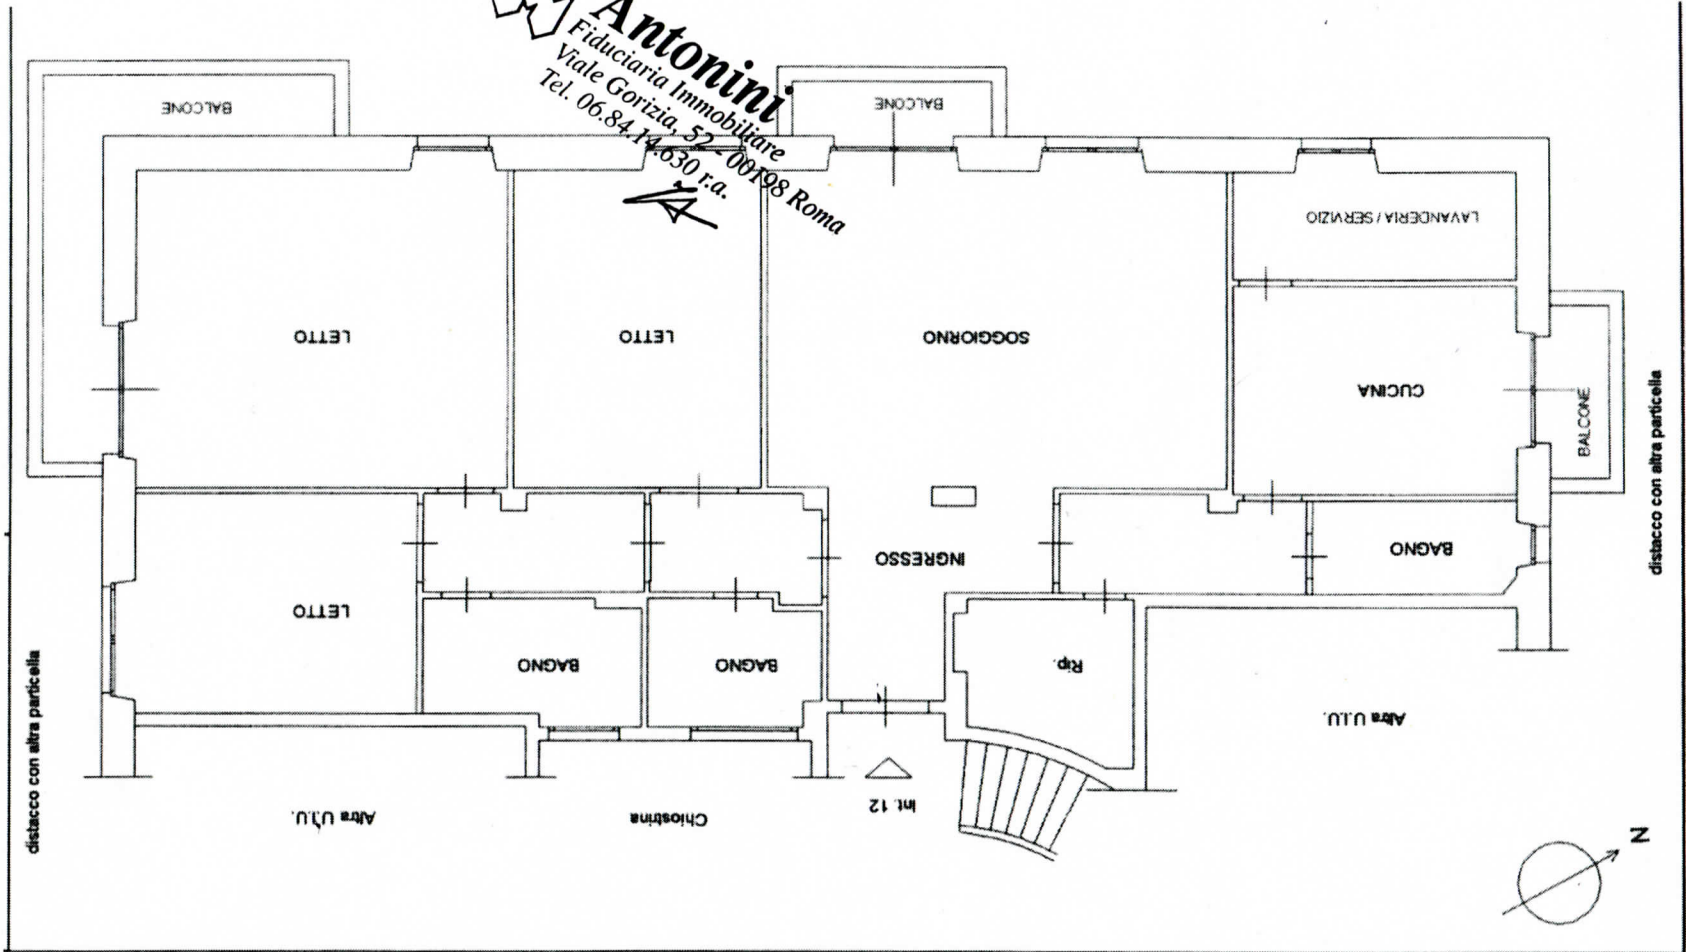 Antonini
Fiduciaria Immobiliare
Viale Gorizia, 52 - 00198 Roma
Tel. 06.84.14.630 r.a.
BALCONE
BALCONE
LAVANDERIA / SERVIZIO
LETTO
LETTO
SOGGIORNO
CUCINA
BALCONE
distacco con altra particella
INGRESSO
BAGNO
LETTO
BAGNO
BAGNO
Rip.
Altra U.I.U.
distacco con altra particella
Altra U.I.U.
Chiostrina
Int. 12
N